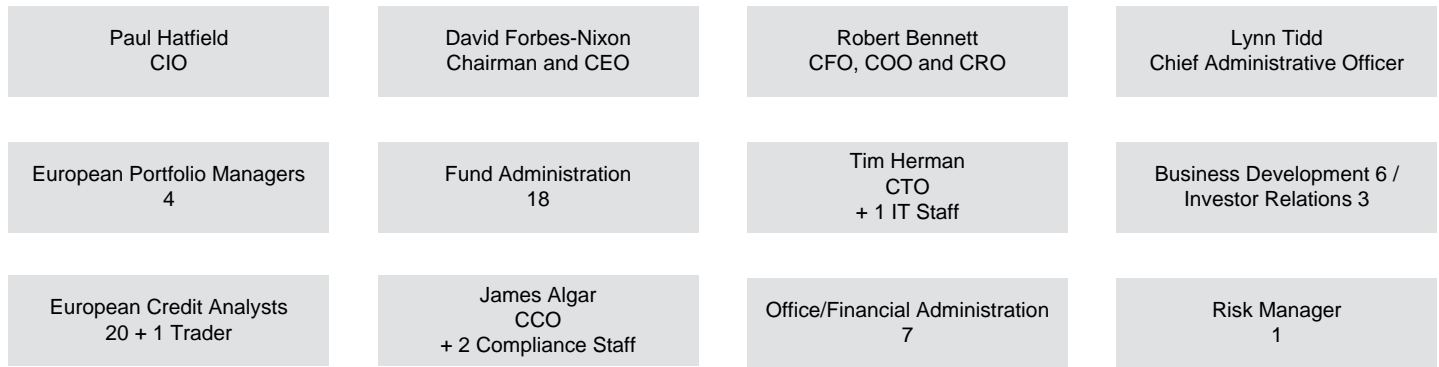 Paul Hatfield
CIO
David Forbes-Nixon
Chairman and CEO
Robert Bennett
CFO, COO and CRO
Lynn Tidd
Chief Administrative Officer
European Portfolio Managers
4
Fund Administration
18
Tim Herman
CTO
+ 1 IT Staff
Business Development 6 /
Investor Relations 3
European Credit Analysts
20 + 1 Trader
James Algar
CCO
+ 2 Compliance Staff
Office/Financial Administration
7
Risk Manager
1